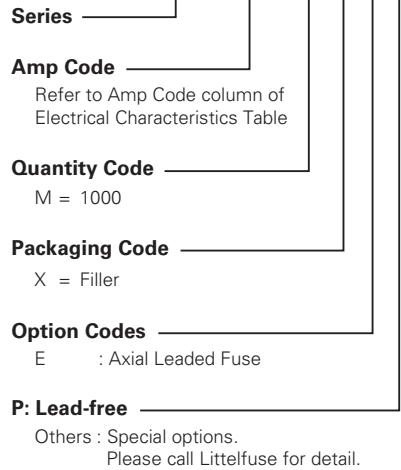 Series
Amp Code
Refer to Amp Code column of
Electrical Characteristics Table
Quantity Code
M = 1000
Packaging Code
X = Filler
Option Codes
E : Axial Leaded Fuse
P: Lead-free
Others : Special options.
Please call Littelfuse for detail.